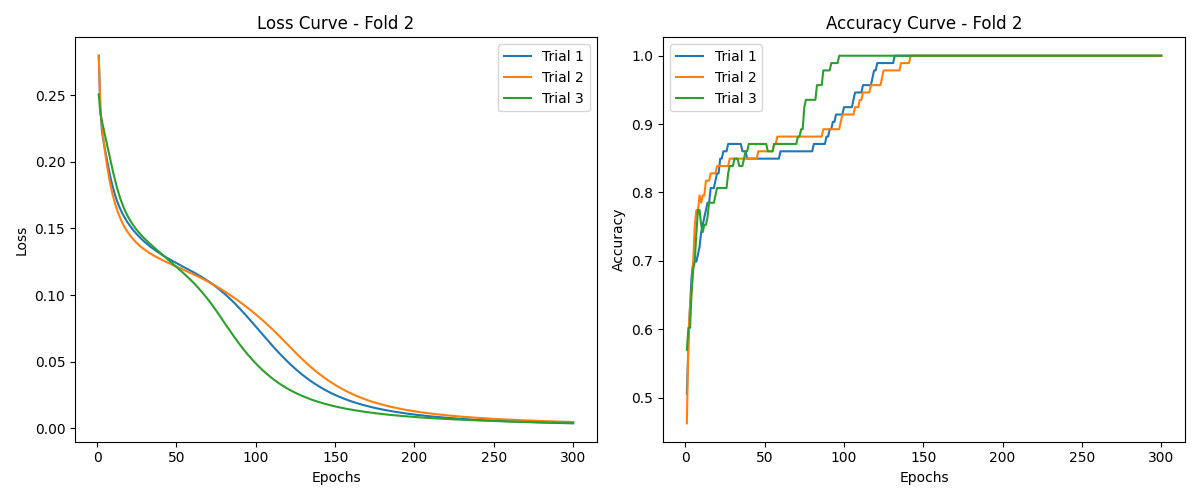 Loss Curve - Fold 2
Loss
0.25
0.20
0.15
0.10
0.05
0.00
Trial 1
Trial 2
Trial 3
0 50 100 150 200 250 300
Epochs
Accuracy Curve - Fold 2
Accuracy
1.0
0.9
0.8
0.7
0.6
0.5
Trial 1
Trial 2
Trial 3
0 50 100 150 200 250 300
Epochs